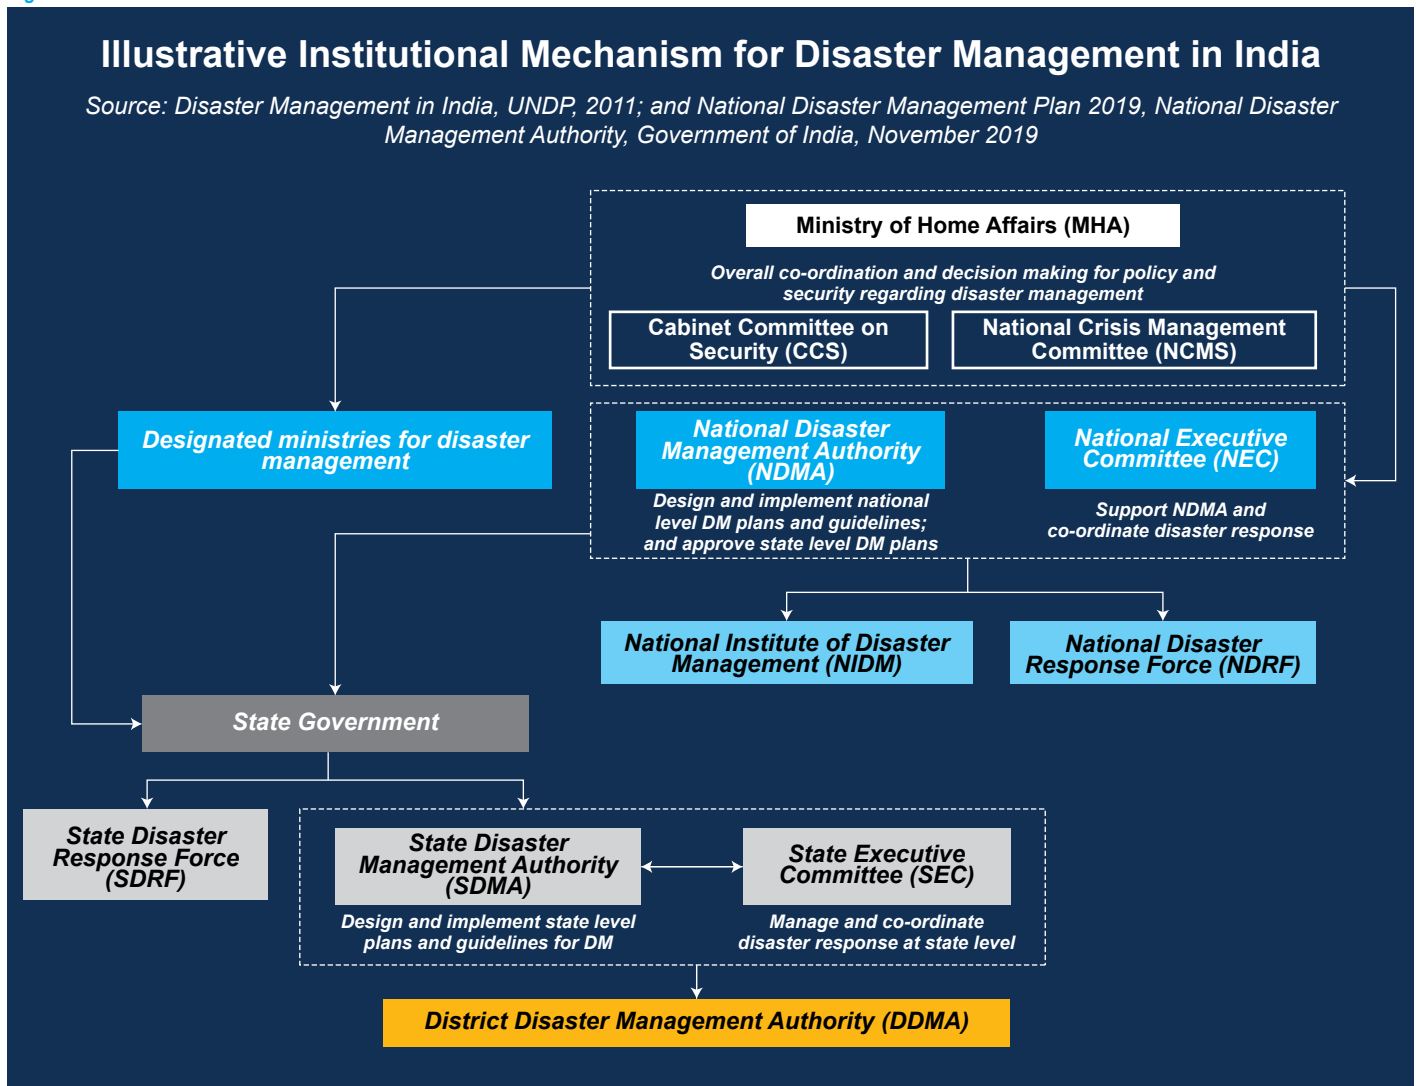 Illustrative Institutional Mechanism for Disaster Management in India
Source: Disaster Management in India, UNDP, 2011; and National Disaster Management Plan 2019, National Disaster
Management Authority, Government of India, November 2019
Ministry of Home Affairs (MHA)
Overall co-ordination and decision making for policy and
security regarding disaster management
Cabinet Committee on
Security (CCS)
National Crisis Management
Committee (NCMS)
Designated ministries for disaster
management
National Disaster
Management Authority
(NDMA)
Design and implement national
level DM plans and guidelines;
and approve state level DM plans
National Executive
Committee (NEC)
Support NDMA and
co-ordinate disaster response
National Institute of Disaster
Management (NIDM)
National Disaster
Response Force (NDRF)
State Government
State Disaster
Response Force
(SDRF)
State Disaster
Management Authority
(SDMA)
Design and implement state level
plans and guidelines for DM
State Executive
Committee (SEC)
Manage and co-ordinate
disaster response at state level
District Disaster Management Authority (DDMA)